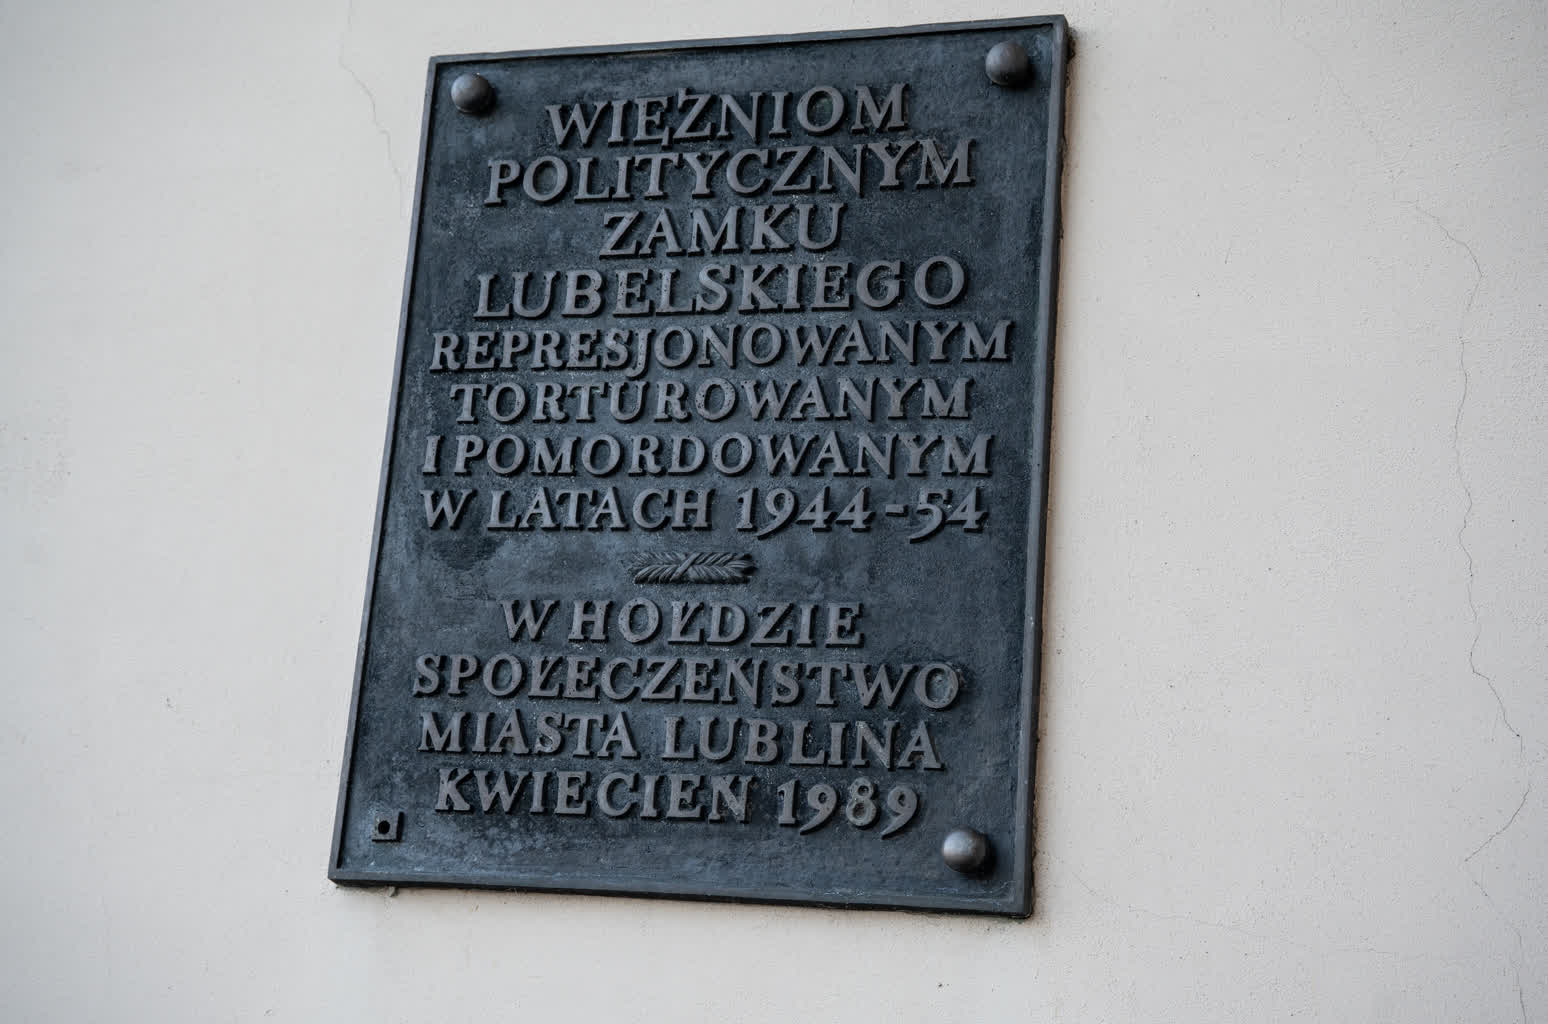 WIĘŹNIOM
POLITYCZNYM
ZAMKU
LUBELSKIEGO
REPRESJONOWANYM
TORTUROWANYM
I POMORDOWANYM
W LATACH 1944-54
W HOŁDZIE
SPOŁECZEŃSTWO
MIASTA LUBLINA
KWIECIEŃ 1989